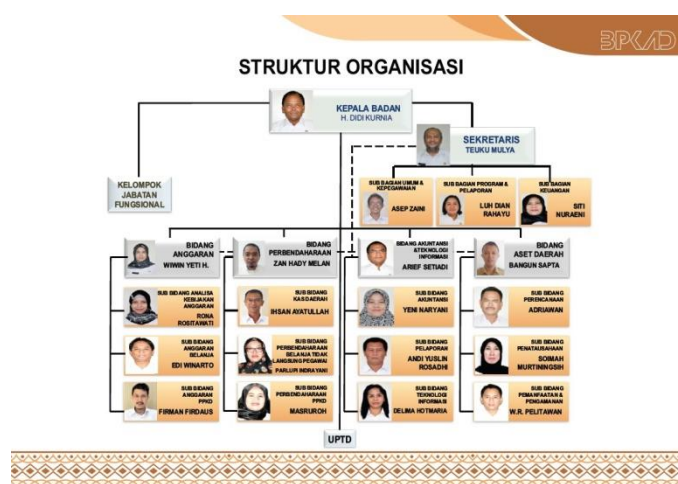 BPKAD
STRUKTUR ORGANISASI
KEPALA BADAN
H. DIDI KURNIA
SEKRETARIS
TEUKU MULYA
KELOMPOK
JABATAN
FUNGSIONAL
SUB BAGIAN UMUM &
KEPEGAWAIAN
ASEP ZAINI
SUB BAGIAN PROGRAM &
PELAPORAN
LUH DIAN
RAHAYU
SUB BAGIAN
KEUANGAN
SITI
NURAENI
BIDANG
ANGGARAN
WIWIN YETI H.
BIDANG
PERBENDAHARAAN
ZAN HADY MELAN
BIDANG AKUNTANSI
&TEKNOLOGI
INFORMASI
ARIEF SETIADI
BIDANG
ASET DAERAH
BANGUN SAPTA
SUB BIDANG ANALISA
KEBIJAKAN
ANGGARAN
RONA
ROSITAWATI
SUB BIDANG
KAS DAERAH
IHSAN AYATULLAH
SUB BIDANG
AKUNTANSI
YENI NARYANI
SUB BIDANG
PERENCANAAN
ADRIAWAN
SUB BIDANG
ANGGARAN
BELANJA
EDI WINARTO
SUB BIDANG
PERBENDAHARAAN
BELANJA TIDAK
LANGSUNG PEGAWAI
PARLUPI INDRAYANI
SUB BIDANG
PELAPORAN
ANDI YUSLIN
ROSADHI
SUB BIDANG
PENATAUSAHAAN
SOIMAH
MURTININGSIH
SUB BIDANG
ANGGARAN
PPKD
FIRMAN FIRDAUS
SUB BIDANG
PERBENDAHARAAN
PPKD
MASRUROH
SUB BIDANG
TEKNOLOGI
INFORMASI
DELIMA HOTMARIA
SUB BIDANG
PEMANFAATAN &
PENGAMANAN
W.R. PELITAWAN
UPTD